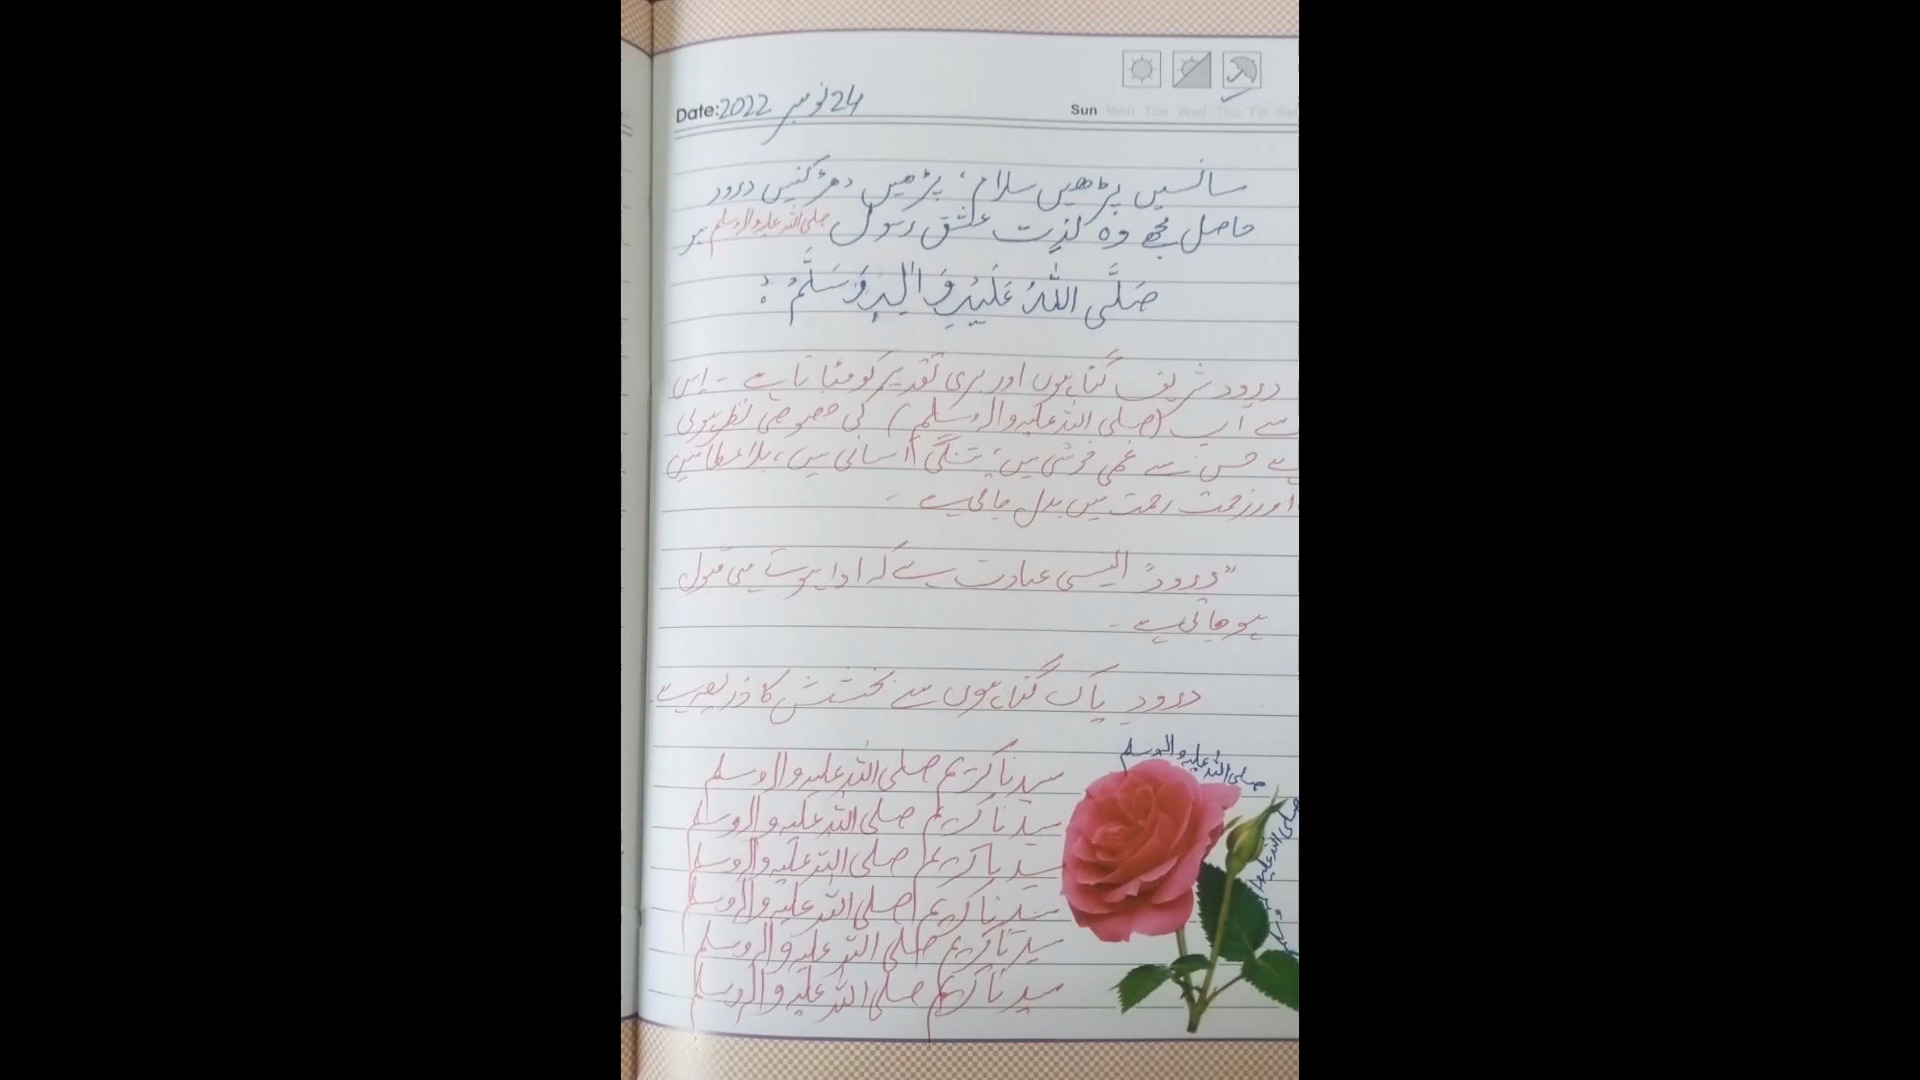 Date: 24 نومبر 2022
Sun Mon Tue Wed Thu Fri Sat
سانسیں پڑھیں سلام، پڑھیں دھڑکنیں درود
حاصل مجھے وہ لذت عشق رسول صلی اللہ علیہ والہ وسلم ہو
صَلَّی اللہُ عَلَیْہِ وَاٰلِہٖ وَسَلَّمُ :
درود شریف گناہوں اور بری تقدیر کو مٹاتا ہے - اس
سے آپ (صلی اللہ علیہ والہ وسلم) کی خصوصی نظر ہوتی
ہے جس سے غمی خوشی میں، تنگی آسانی میں، بلا عطا میں
اور زحمت رحمت میں بدل جاتی ہے -
"درود" ایسی عبادت ہے کہ ادا ہوتے ہی قبول
ہو جاتی ہے -
درود پاک گناہوں سے بخشش کا ذریعہ ہے
صلی اللہ علیہ والہ وسلم
سیدنا کریم صلی اللہ علیہ والہ وسلم
سیدنا کریم صلی اللہ علیہ والہ وسلم
سیدنا کریم صلی اللہ علیہ والہ وسلم
سیدنا کریم صلی اللہ علیہ والہ وسلم
سیدنا کریم صلی اللہ علیہ والہ وسلم
سیدنا کریم صلی اللہ علیہ والہ وسلم
صلی اللہ علیہ والہ وسلم